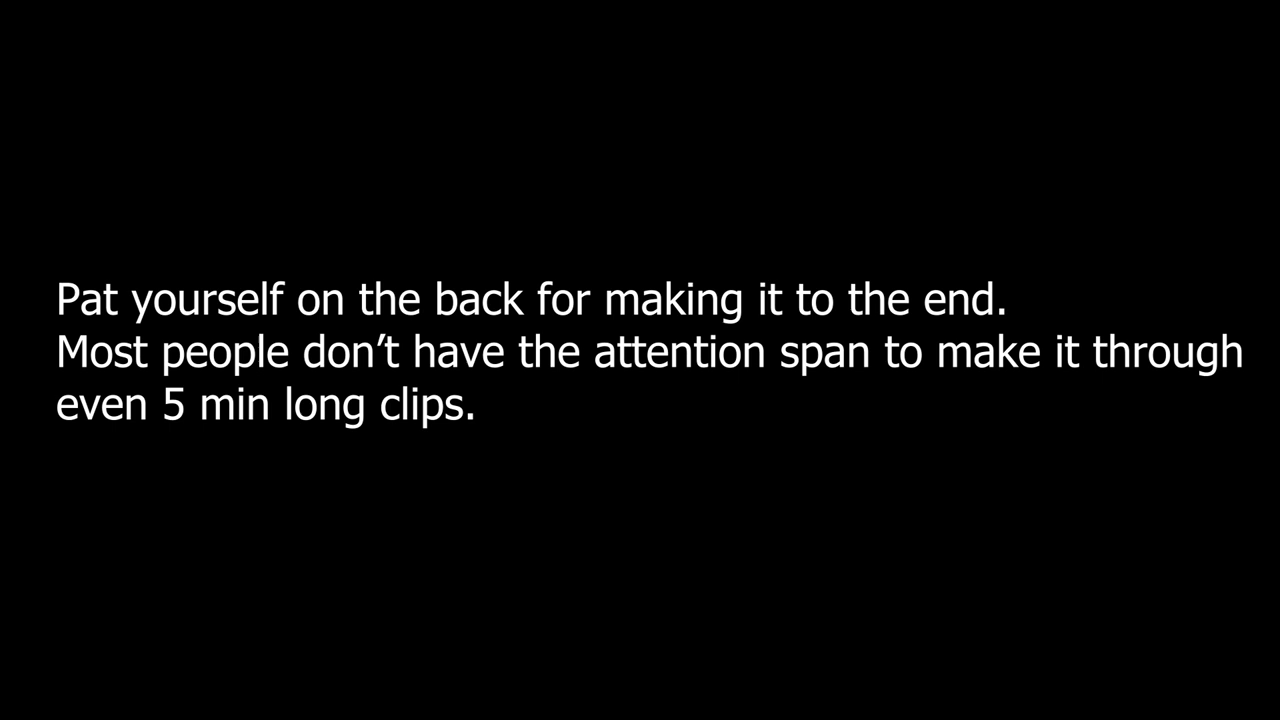 Pat yourself on the back for making it to the end.
Most people don’t have the attention span to make it through
even 5 min long clips.